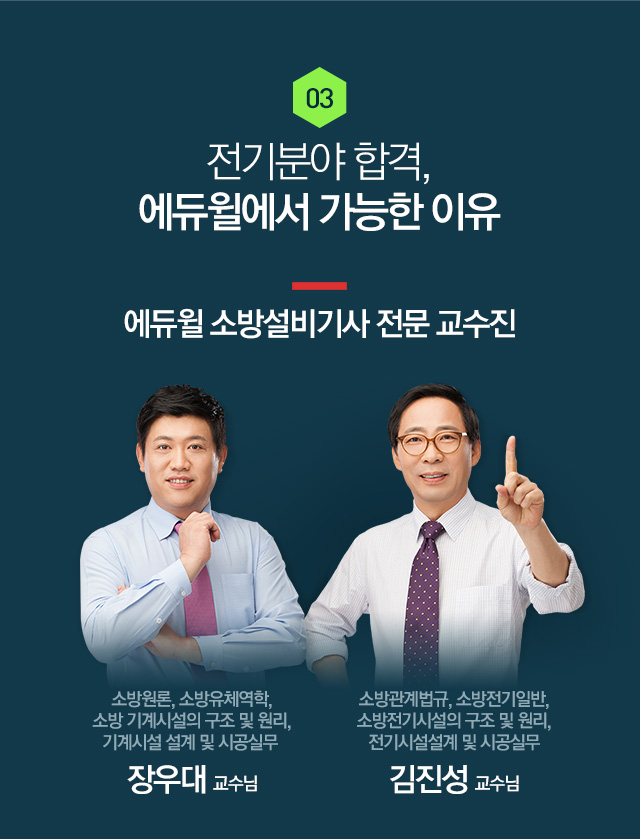 03
전기분야 합격,
에듀윌에서 가능한 이유
에듀윌 소방설비기사 전문 교수진
소방원론, 소방유체역학,
소방 기계시설의 구조 및 원리,
기계시설 설계 및 시공실무
장우대 교수님
소방관계법규, 소방전기일반,
소방전기시설의 구조 및 원리,
전기시설설계 및 시공실무
김진성 교수님